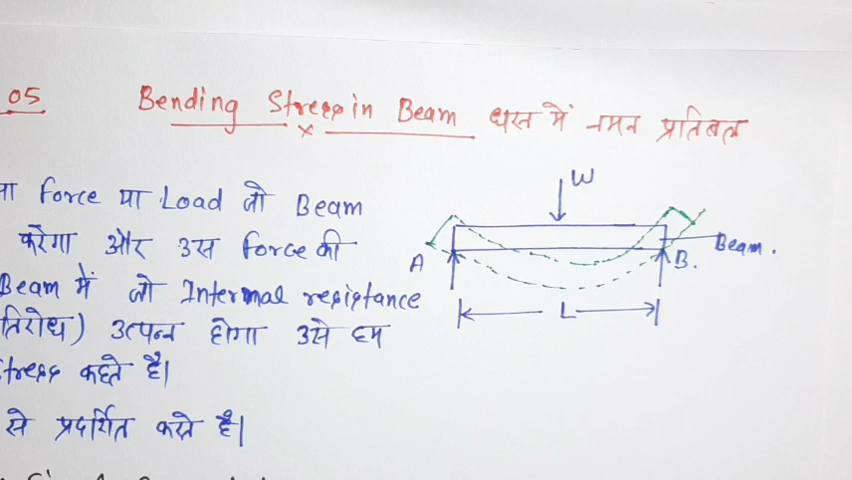 05 Bending Stress in Beam धरन में नमन प्रतिबल
Force या Load जो Beam
करेगा और उस force की
Beam में जो Internal resistance
उत्पन्न होगा उसे हम
Stress कहते है।
से प्रदर्शित करते है।
W
A
B.
Beam.
L